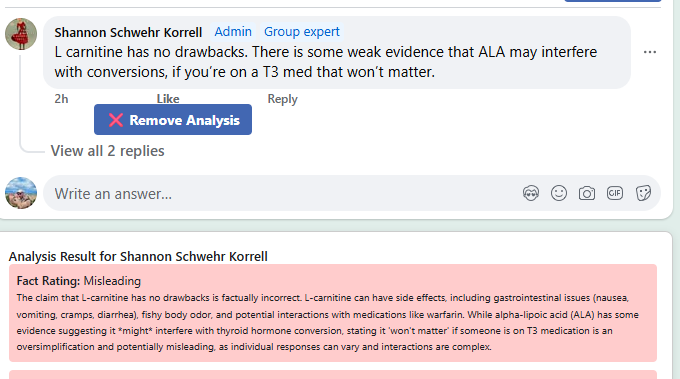 Shannon Schwehr Korrell Admin Group expert
L carnitine has no drawbacks. There is some weak evidence that ALA may interfere
with conversions, if you’re on a T3 med that won’t matter.
2h Like Reply
❌ Remove Analysis
View all 2 replies
Write an answer...
GIF
Analysis Result for Shannon Schwehr Korrell
Fact Rating: Misleading
The claim that L-carnitine has no drawbacks is factually incorrect. L-carnitine can have side effects, including gastrointestinal issues (nausea,
vomiting, cramps, diarrhea), fishy body odor, and potential interactions with medications like warfarin. While alpha-lipoic acid (ALA) has some
evidence suggesting it *might* interfere with thyroid hormone conversion, stating it 'won't matter' if someone is on T3 medication is an
oversimplification and potentially misleading, as individual responses can vary and interactions are complex.